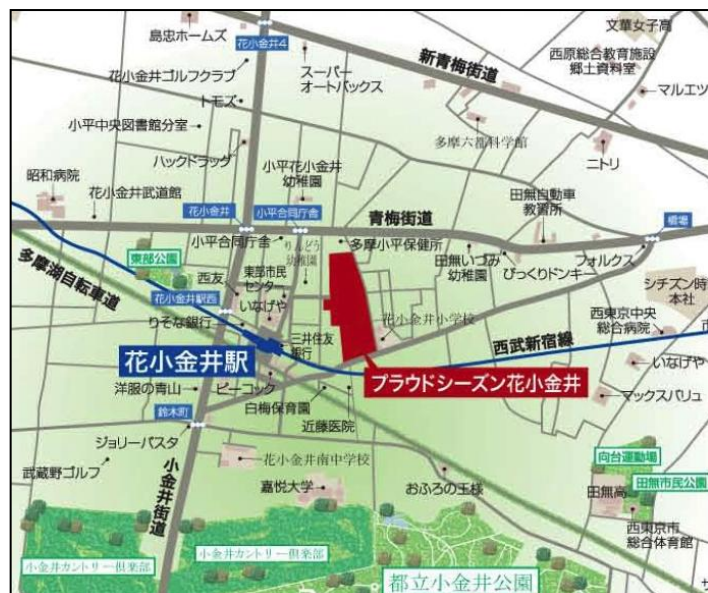 島忠ホームズ
花小金井4
文華女子高
西原総合教育施設
郷土資料室
花小金井ゴルフクラブ
スーパー
オートバックス
新青梅街道
マルエツ
トモズ
小平中央図書館分室
多摩六都科学館
ハックドラッグ
ニトリ
昭和病院
花小金井武道館
小平花小金井
幼稚園
田無自動車
教習所
花小金井
小平合同庁舎
青梅街道
橋場
小平合同庁舎
りんどう
幼稚園
多摩小平保健所
田無いづみ
幼稚園
びっくりドンキー
フォルクス
東部公園
多摩湖自転車道
西友
東部市民
センター
シチズン時
本社
花小金井駅西
いなげや
りそな銀行
花小金井小学校
西東京中央
総合病院
三井住友
銀行
西武新宿線
花小金井駅
いなげや
プラウドシーズン花小金井
洋服の青山
ピーコック
白梅保育園
マックスバリュ
鈴木町
近藤医院
ジョリーパスタ
向台運動場
武蔵野ゴルフ
花小金井南中学校
小金井街道
嘉悦大学
おふろの王様
田無高
田無市民公園
西東京市
総合体育館
小金井カントリー倶楽部
小金井カントリー倶楽部
都立小金井公園